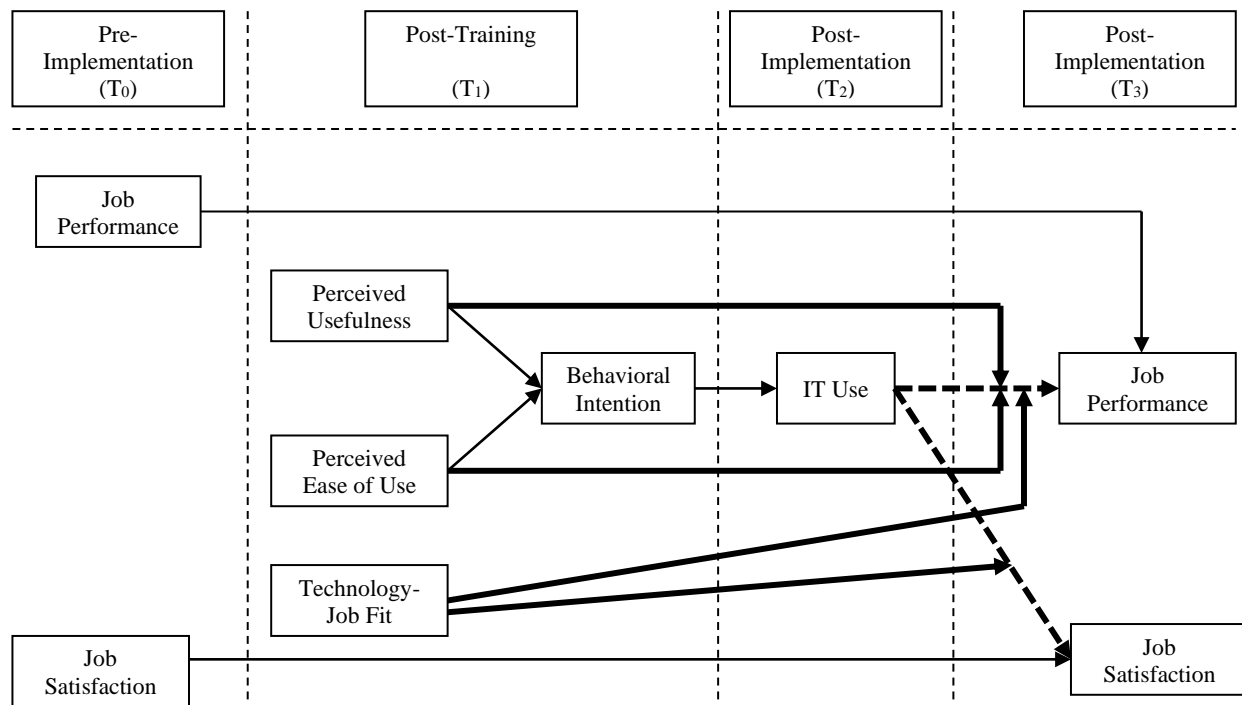 Pre-
Implementation
(T0)
Post-Training
(T1)
Post-
Implementation
(T2)
Post-
Implementation
(T3)
Job
Performance
Perceived
Usefulness
Behavioral
Intention
IT Use
Job
Performance
Perceived
Ease of Use
Technology-
Job Fit
Job
Satisfaction
Job
Satisfaction